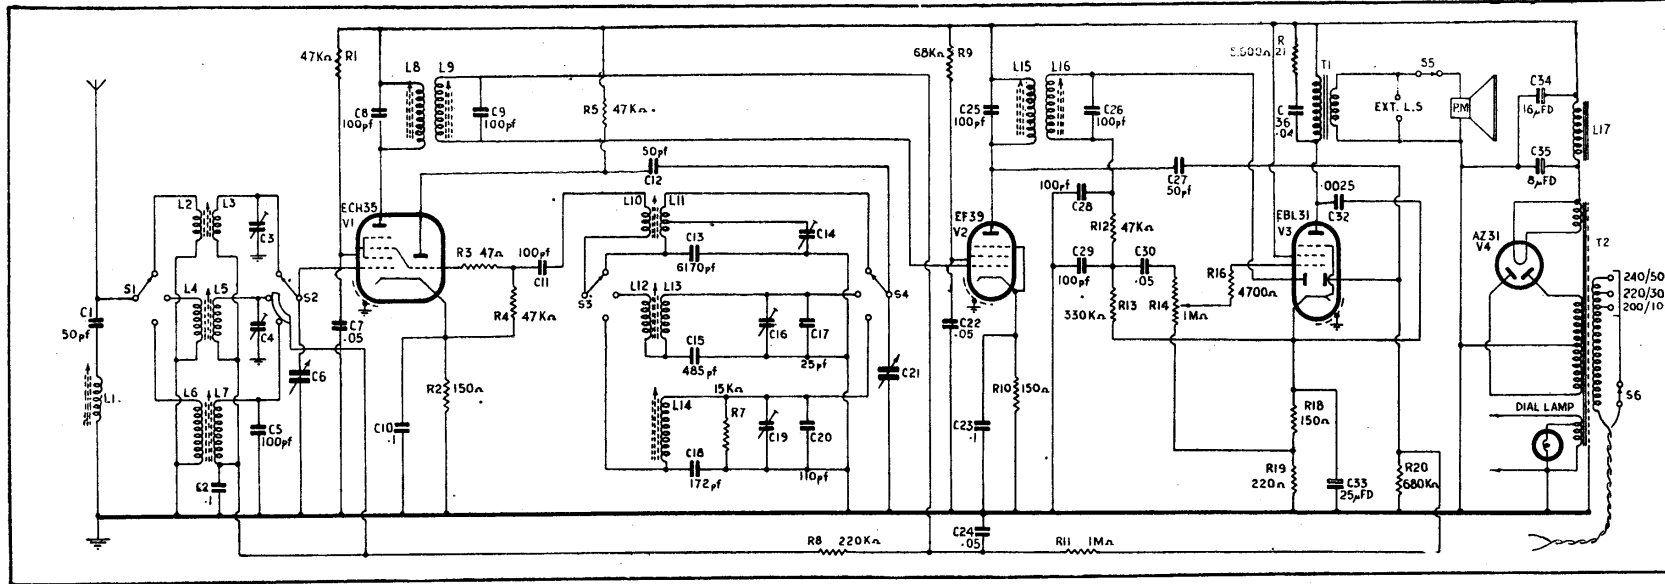 47KΩ R1
L8 L9
C8
100pf
C9
100pf
R5 47KΩ
50pf
C12
68KΩ R9
L15 L16
C25
100pf
C26
100pf
C27
50pf
R
21
T1
C
36
.04
S5
EXT. L.S
P.M
C34
16μFD
C35
8μFD
L17
L2 L3
C3
ECH35
V1
R3 47Ω
100pf
C11
R4 47KΩ
L10 L11
C13
6170pf
C14
100pf
C28
EF39
V2
R12 47KΩ
.0025
C32
EBL31
V3
AZ31
V4
T2
240/50
220/30
200/10
S1
L4 L5
C4
S2
C1
50pf
L1
C6
C7
.05
L12 L13
S3
C15
485pf
C16
C17
25pf
S4
C21
C22
.05
C29
100pf
C30
.05
R13
330KΩ
R14
1MΩ
R16
4700Ω
L6 L7
C5
100pf
C2
.1
R2 150Ω
C10
.1
L14
15KΩ
R7
C18
172pf
C19
C20
110pf
R10 150Ω
C23
.1
R18
150Ω
R19
220Ω
C33
25μFD
R20
680KΩ
DIAL LAMP
S6
R8 220KΩ
C24
.05
R11 1MΩ